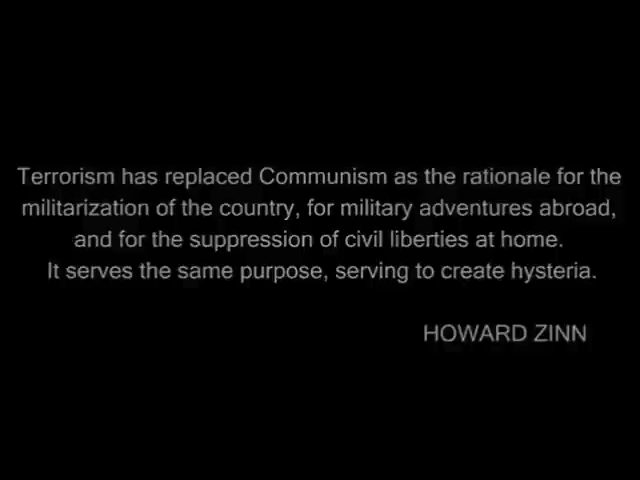 Terrorism has replaced Communism as the rationale for the
militarization of the country, for military adventures abroad,
and for the suppression of civil liberties at home.
It serves the same purpose, serving to create hysteria.
HOWARD ZINN